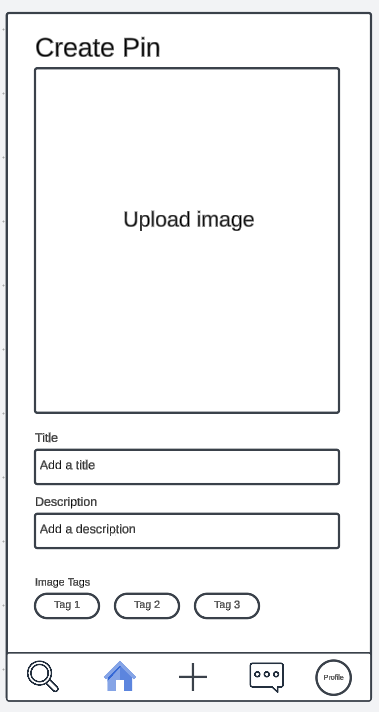 Create Pin
Upload image
Title
Add a title
Description
Add a description
Image Tags
Tag 1 Tag 2 Tag 3
Profile